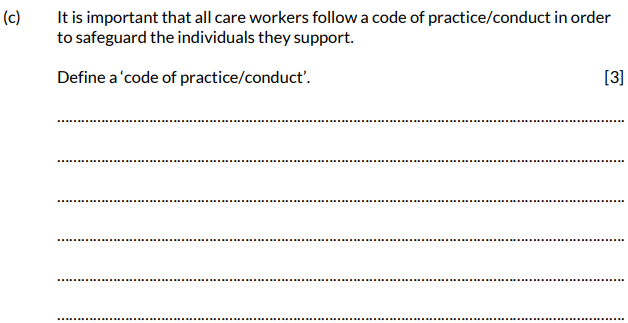 (c) It is important that all care workers follow a code of practice/conduct in order
to safeguard the individuals they support.
Define a ‘code of practice/conduct’. [3]